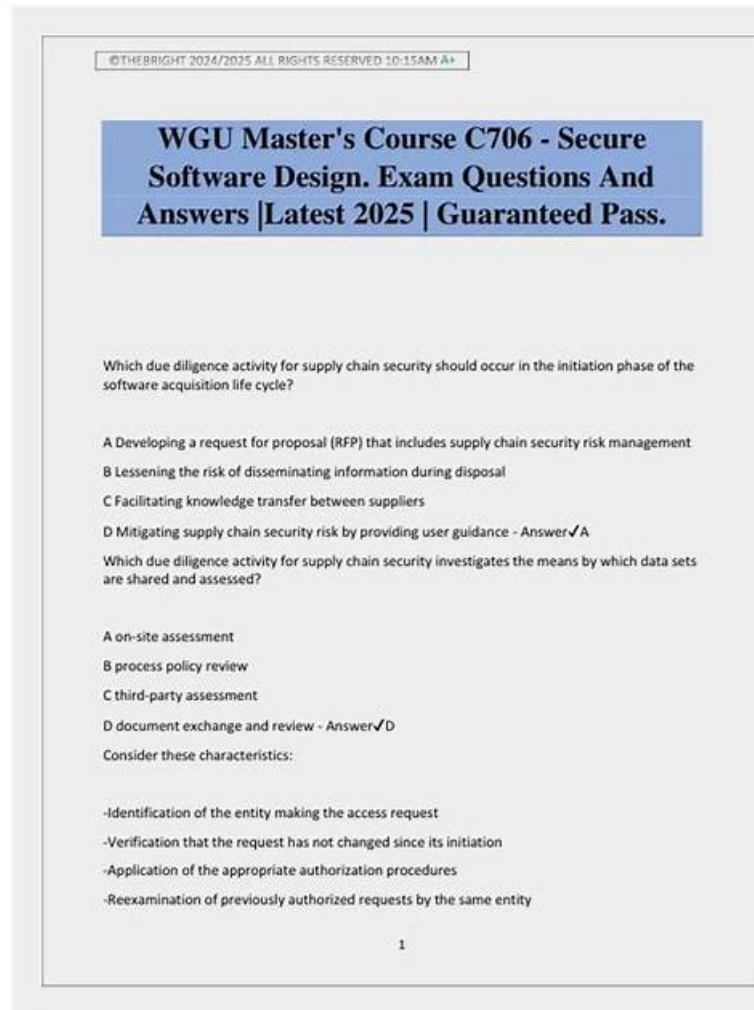 ©THEBRIGHT 2024/2025 ALL RIGHTS RESERVED 10:15AM A+
WGU Master's Course C706 - Secure
Software Design. Exam Questions And
Answers |Latest 2025 | Guaranteed Pass.
Which due diligence activity for supply chain security should occur in the initiation phase of the
software acquisition life cycle?
A Developing a request for proposal (RFP) that includes supply chain security risk management
B Lessening the risk of disseminating information during disposal
C Facilitating knowledge transfer between suppliers
D Mitigating supply chain security risk by providing user guidance - Answer✓A
Which due diligence activity for supply chain security investigates the means by which data sets
are shared and assessed?
A on-site assessment
B process policy review
C third-party assessment
D document exchange and review - Answer✓D
Consider these characteristics:
-Identification of the entity making the access request
-Verification that the request has not changed since its initiation
-Application of the appropriate authorization procedures
-Reexamination of previously authorized requests by the same entity
1